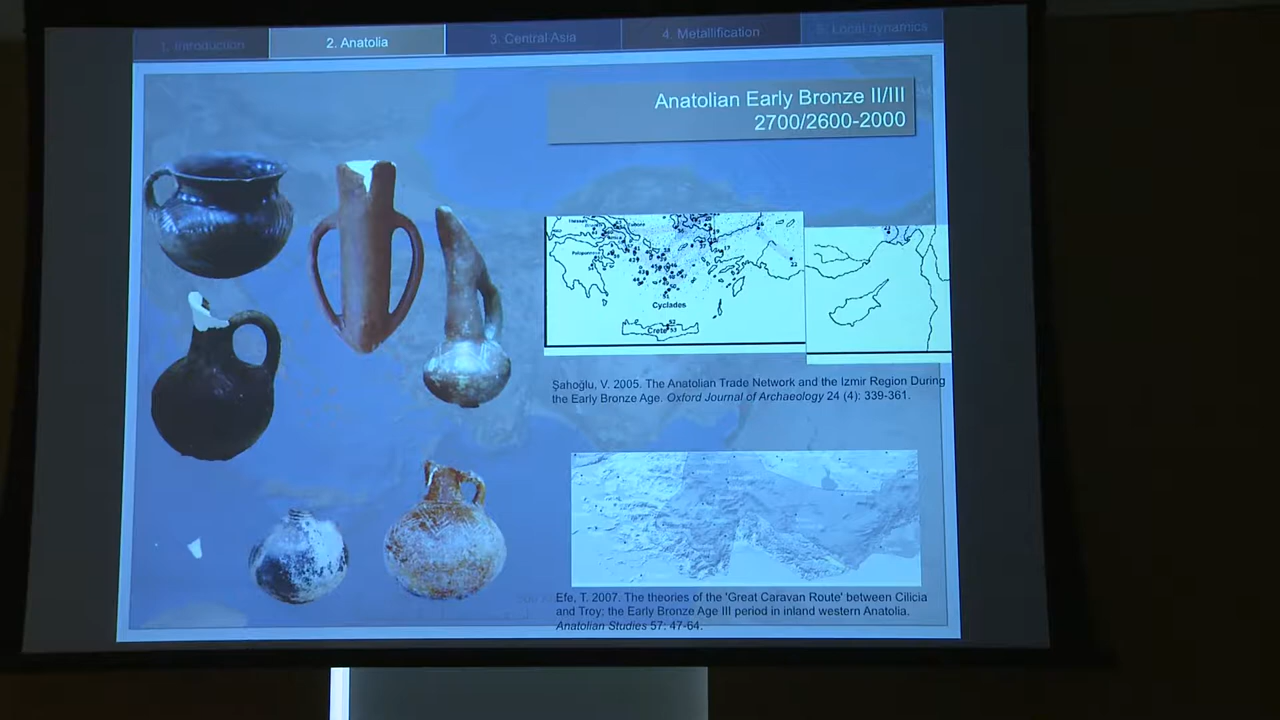 1. Introduction
2. Anatolia
3. Central Asia
4. Metallification
5. Local dynamics
Anatolian Early Bronze II/III
2700/2600-2000
Cyclades
Crete
Şahoğlu, V. 2005. The Anatolian Trade Network and the Izmir Region During
the Early Bronze Age. Oxford Journal of Archaeology 24 (4): 339-361.
Efe, T. 2007. The theories of the 'Great Caravan Route' between Cilicia
and Troy; the Early Bronze Age III period in inland western Anatolia.
Anatolian Studies 57: 47-64.